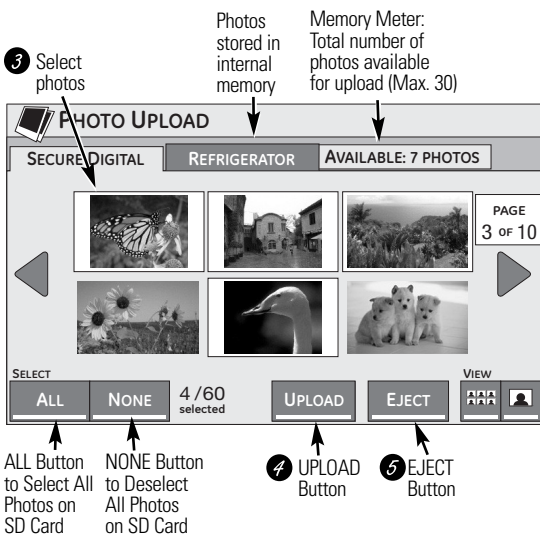 Photos
stored in
internal
memory
Memory Meter:
Total number of
photos available
for upload (Max. 30)
3 Select
photos
PHOTO UPLOAD
SECURE DIGITAL
REFRIGERATOR
AVAILABLE: 7 PHOTOS
PAGE
3 OF 10
SELECT
ALL
NONE
4/60
selected
UPLOAD
EJECT
VIEW
ALL Button
to Select All
Photos on
SD Card
NONE Button
to Deselect
All Photos
on SD Card
4 UPLOAD
Button
5 EJECT
Button